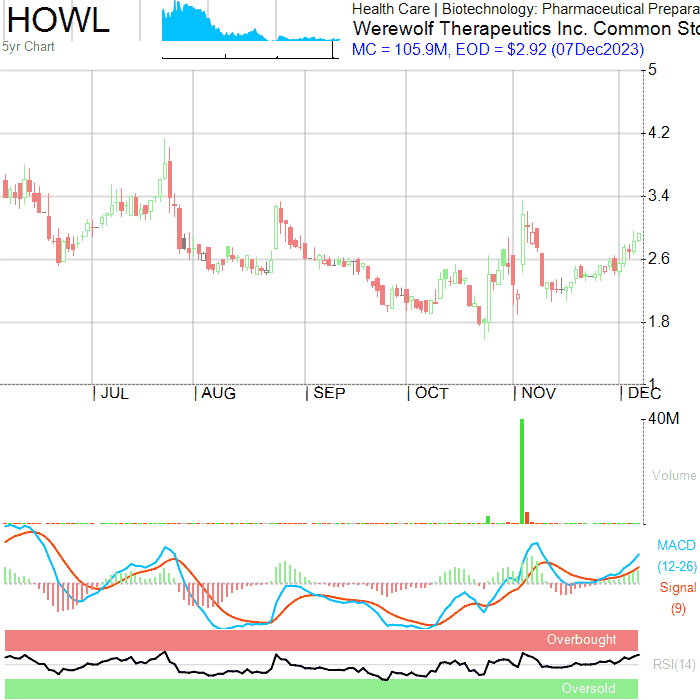 HOWL
5yr Chart
Health Care | Biotechnology: Pharmaceutical Prepara
Werewolf Therapeutics Inc. Common Sto
MC = 105.9M, EOD = $2.92 (07Dec2023)
5
4.2
3.4
2.6
1.8
1
JUL AUG SEP OCT NOV DEC
40M
Volume
MACD
(12-26)
Signal
(9)
Overbought
RSI(14)
Oversold